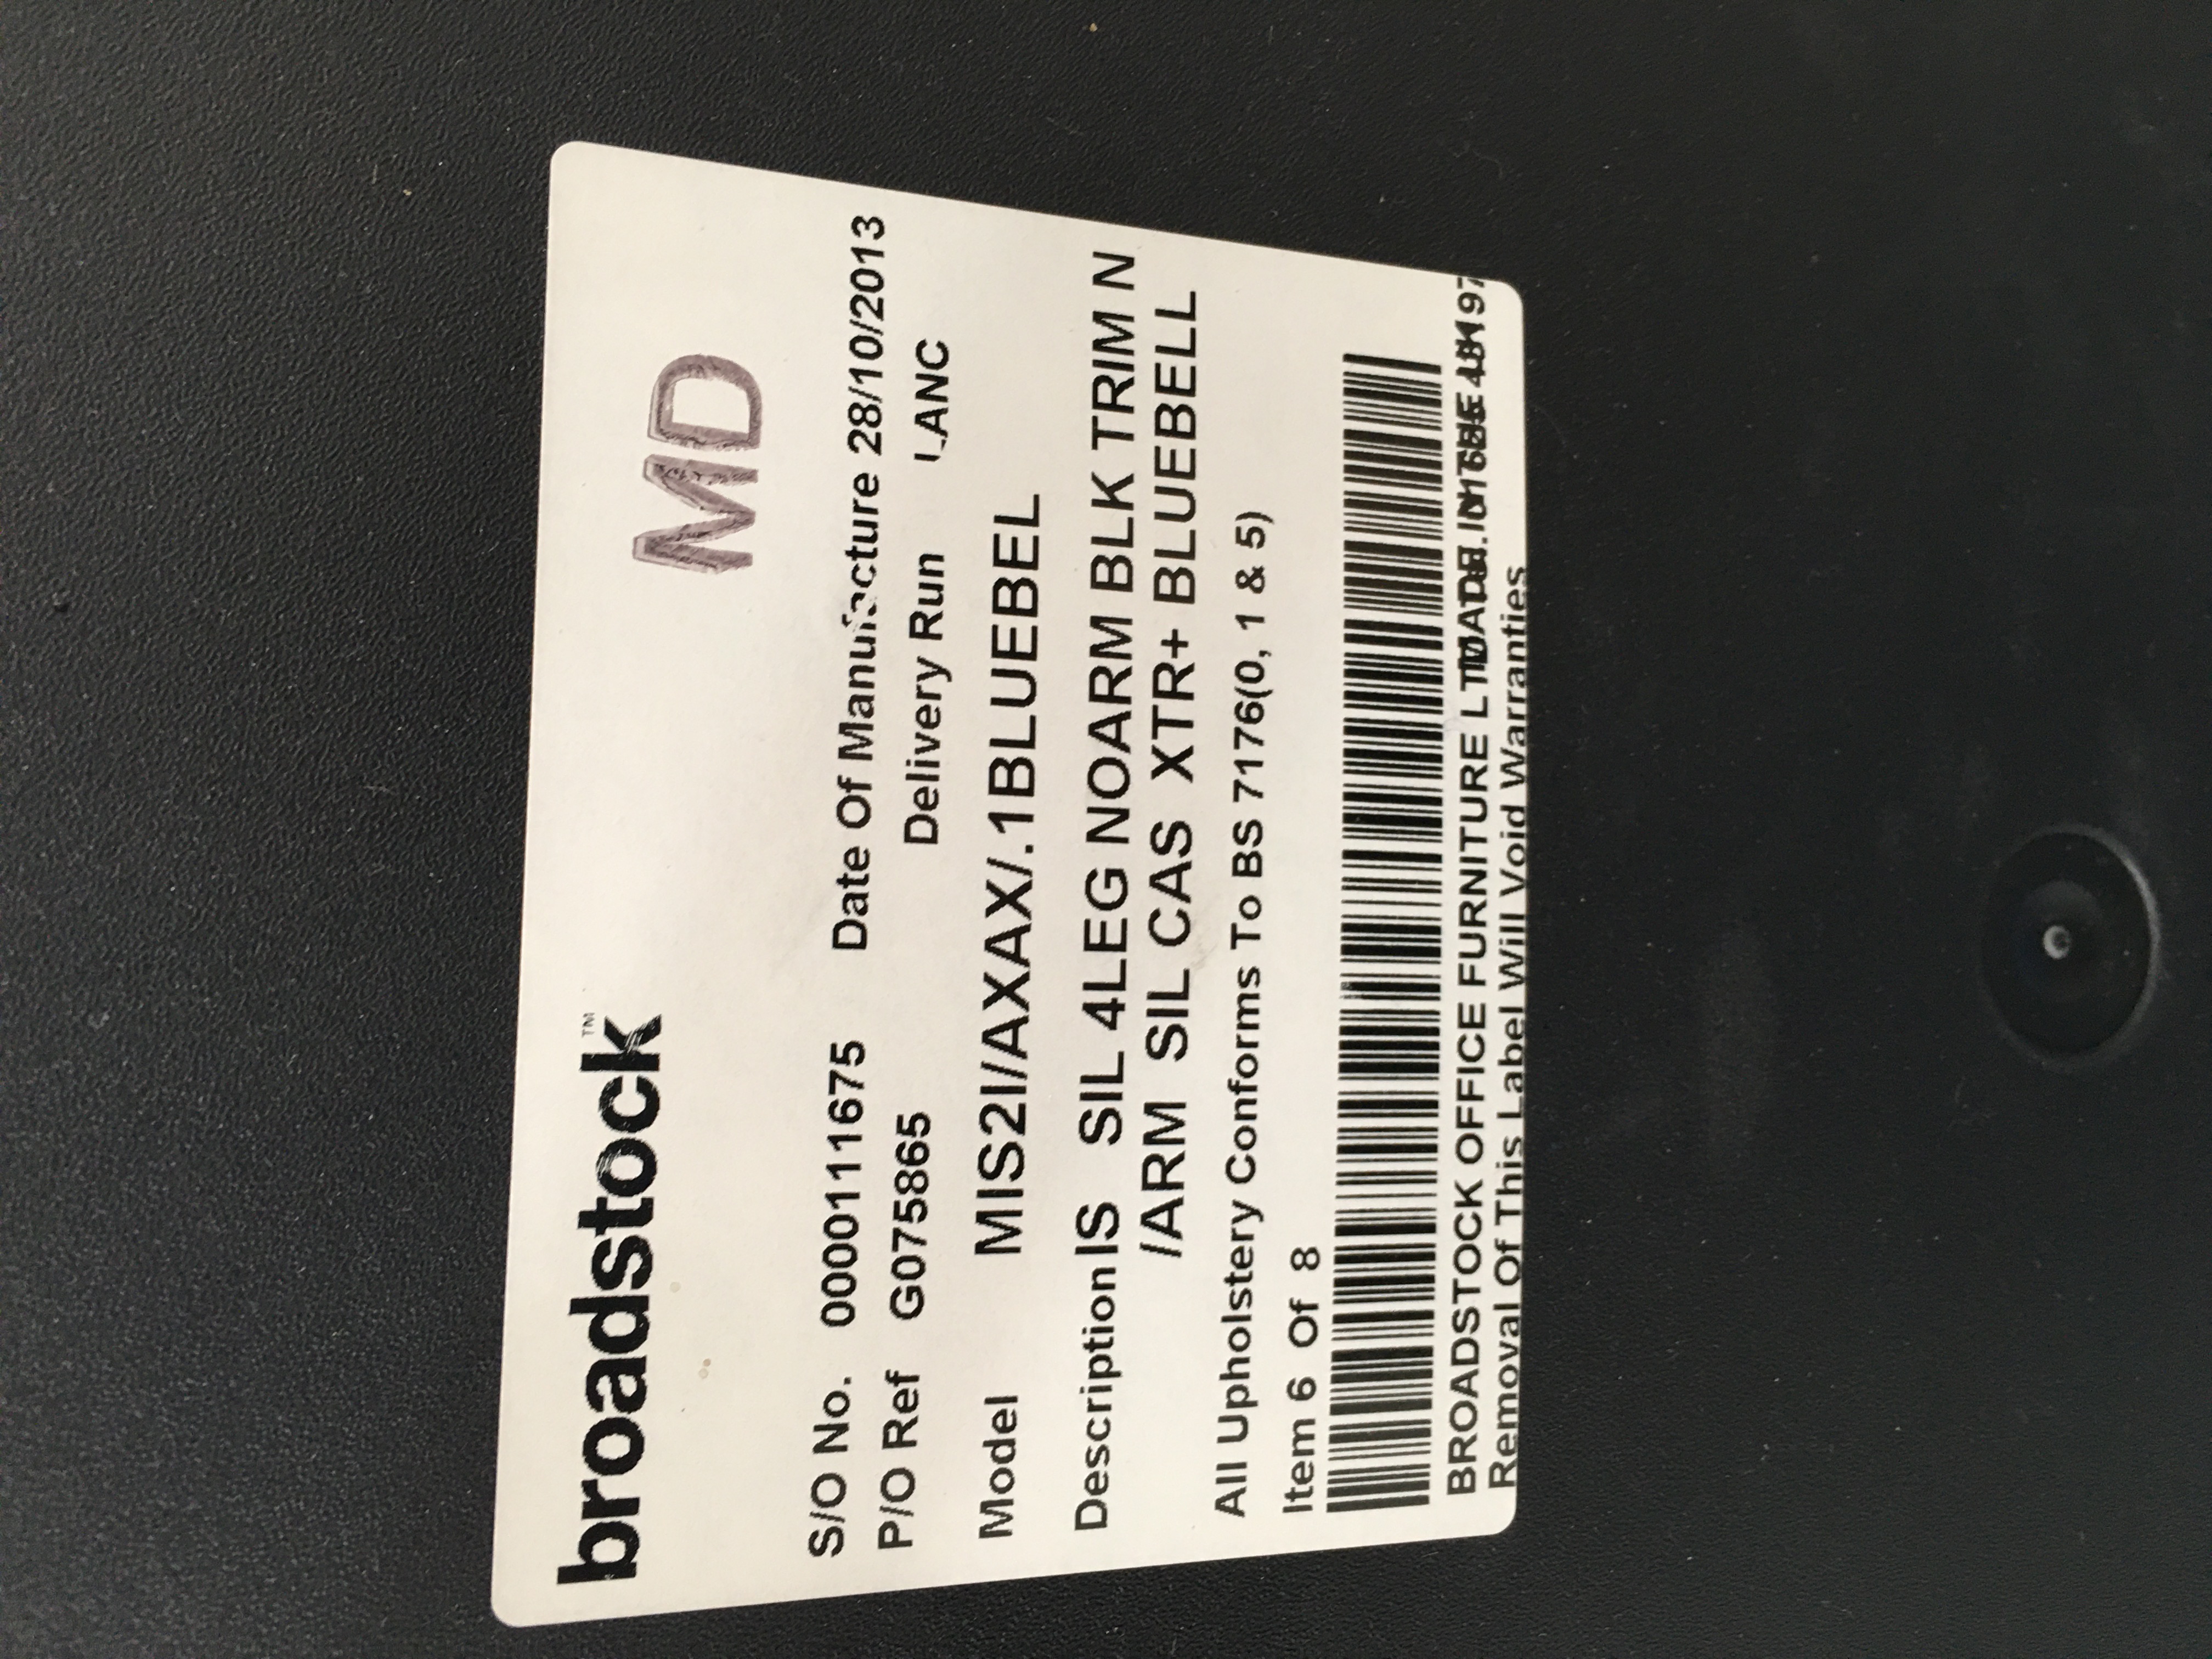 broadstock™
MD
S/O No. 0000111675 Date Of Manufacture 28/10/2013
P/O Ref G075865 Delivery Run LANC
Model MIS2I/AXAX/.1BLUEBEL
Description IS SIL 4LEG NOARM BLK TRIM N
/ARM SIL CAS XTR+ BLUEBELL
All Upholstery Conforms To BS 7176(0, 1 & 5)
Item 6 Of 8
BROADSTOCK OFFICE FURNITURE
Removal Of This Label Will Void Warranties